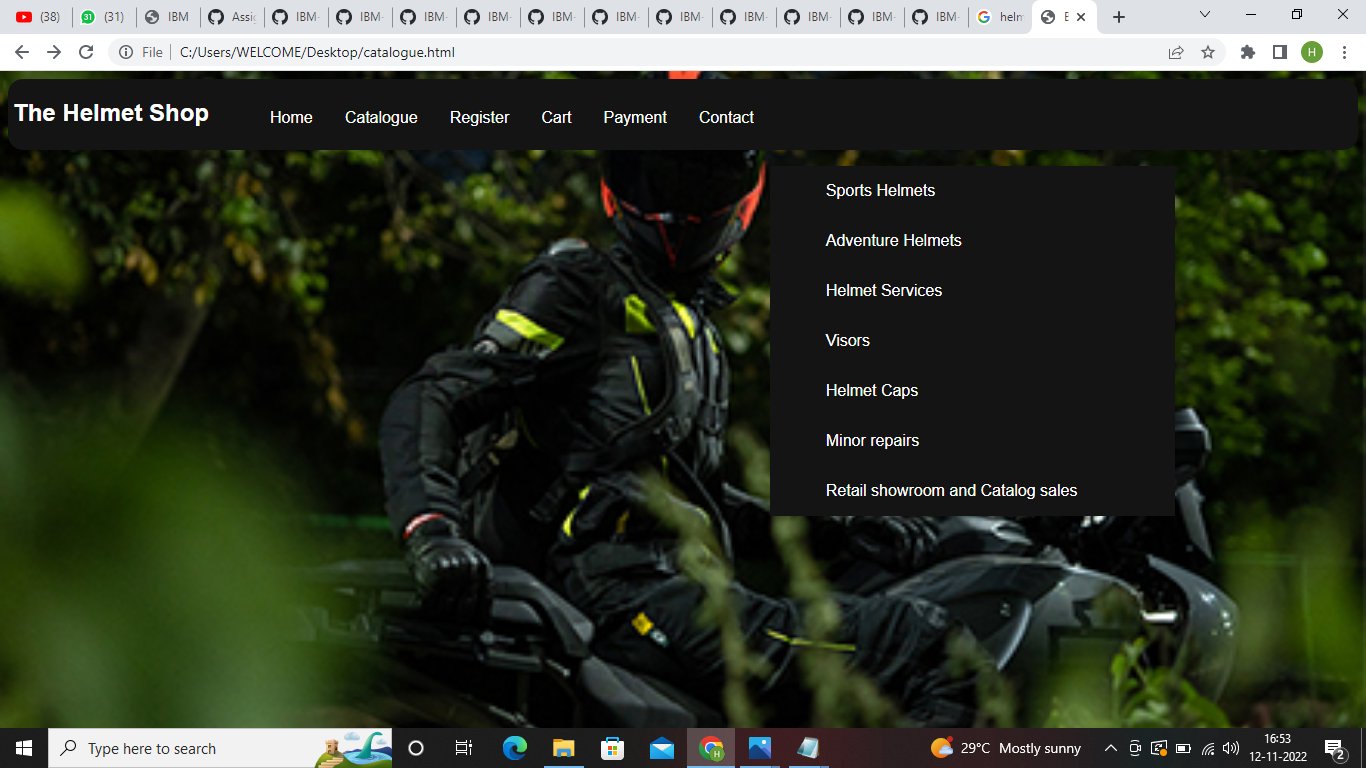 (38)
(31)
IBM
Assig
IBM-
IBM-
IBM-
IBM-
IBM-
IBM-
IBM-
IBM-
IBM-
IBM-
IBM-
helm
E
File
C:/Users/WELCOME/Desktop/catalogue.html
H
The Helmet Shop
Home
Catalogue
Register
Cart
Payment
Contact
Sports Helmets
Adventure Helmets
Helmet Services
Visors
Helmet Caps
Minor repairs
Retail showroom and Catalog sales
Type here to search
H
29°C Mostly sunny
16:53
12-11-2022
2